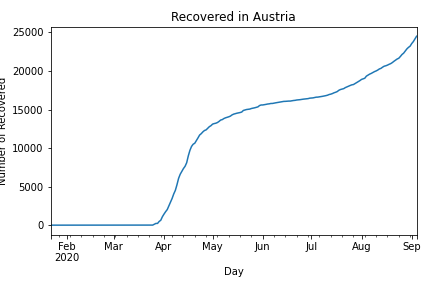 Recovered in Austria
Number of Recovered
25000
20000
15000
10000
5000
0
Feb Mar Apr May Jun Jul Aug Sep
2020
Day